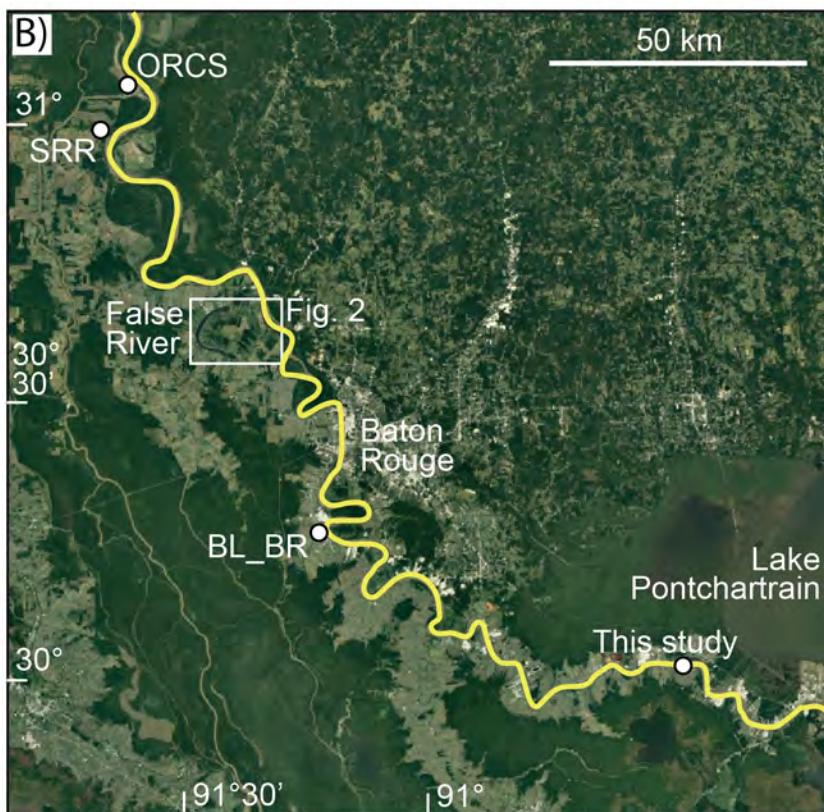 B)
ORCS
50 km
31°
SRR
False
River
Fig. 2
30°
30’
Baton
Rouge
BL_BR
Lake
Pontchartrain
This study
30°
91°30’
91°